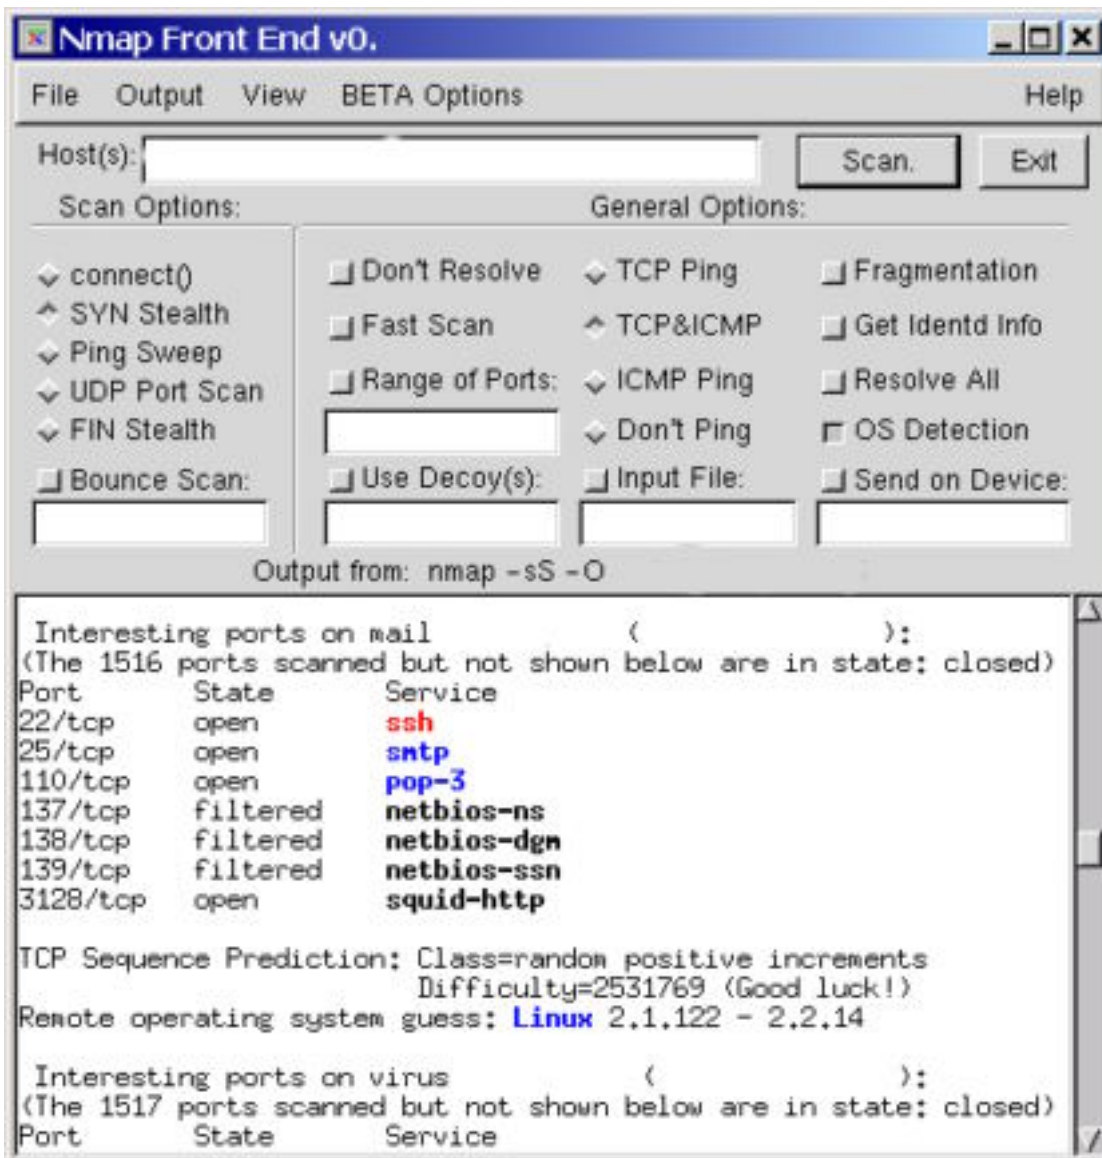 Nmap Front End v0.
File Output View BETA Options Help
Host(s): Scan. Exit
Scan Options: General Options:
connect() Don't Resolve TCP Ping Fragmentation
SYN Stealth Fast Scan TCP&ICMP Get Identd Info
Ping Sweep Range of Ports: ICMP Ping Resolve All
UDP Port Scan Don't Ping OS Detection
FIN Stealth
Bounce Scan: Use Decoy(s): Input File: Send on Device:
Output from: nmap -sS -O
Interesting ports on mail ( ):
(The 1516 ports scanned but not shown below are in state: closed)
Port State Service
22/tcp open ssh
25/tcp open smtp
110/tcp open pop-3
137/tcp filtered netbios-ns
138/tcp filtered netbios-dgm
139/tcp filtered netbios-ssn
3128/tcp open squid-http
TCP Sequence Prediction: Class=random positive increments
Difficulty=2531769 (Good luck!)
Remote operating system guess: Linux 2.1.122 - 2.2.14
Interesting ports on virus ( ):
(The 1517 ports scanned but not shown below are in state: closed)
Port State Service